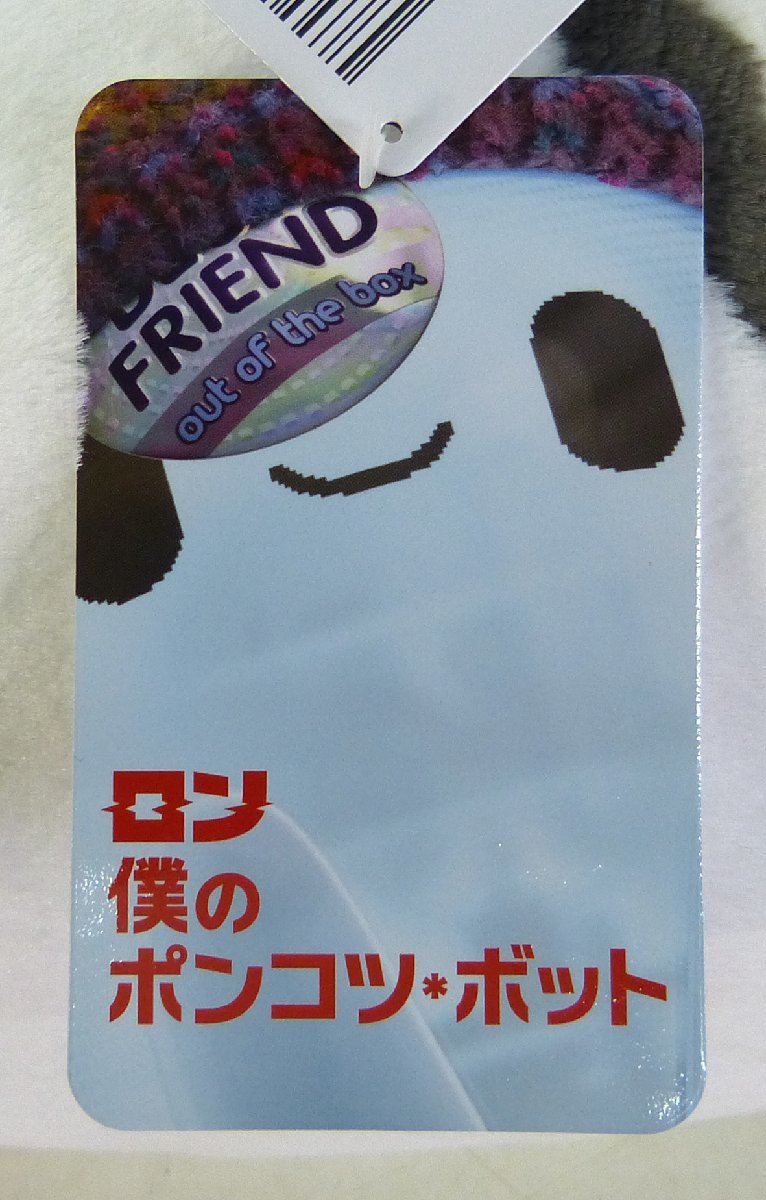 FRIEND
out of the box
ロン
僕の
ポンコツ*ボット